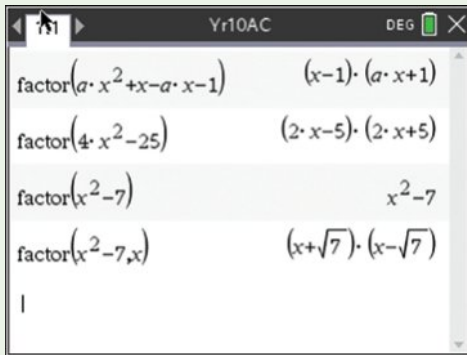 1.1 Yr10AC DEG
factor(a·x²+x−a·x−1) (x−1)·(a·x+1)
factor(4·x²−25) (2·x−5)·(2·x+5)
factor(x²−7) x²−7
factor(x²−7,x) (x+√7)·(x−√7)